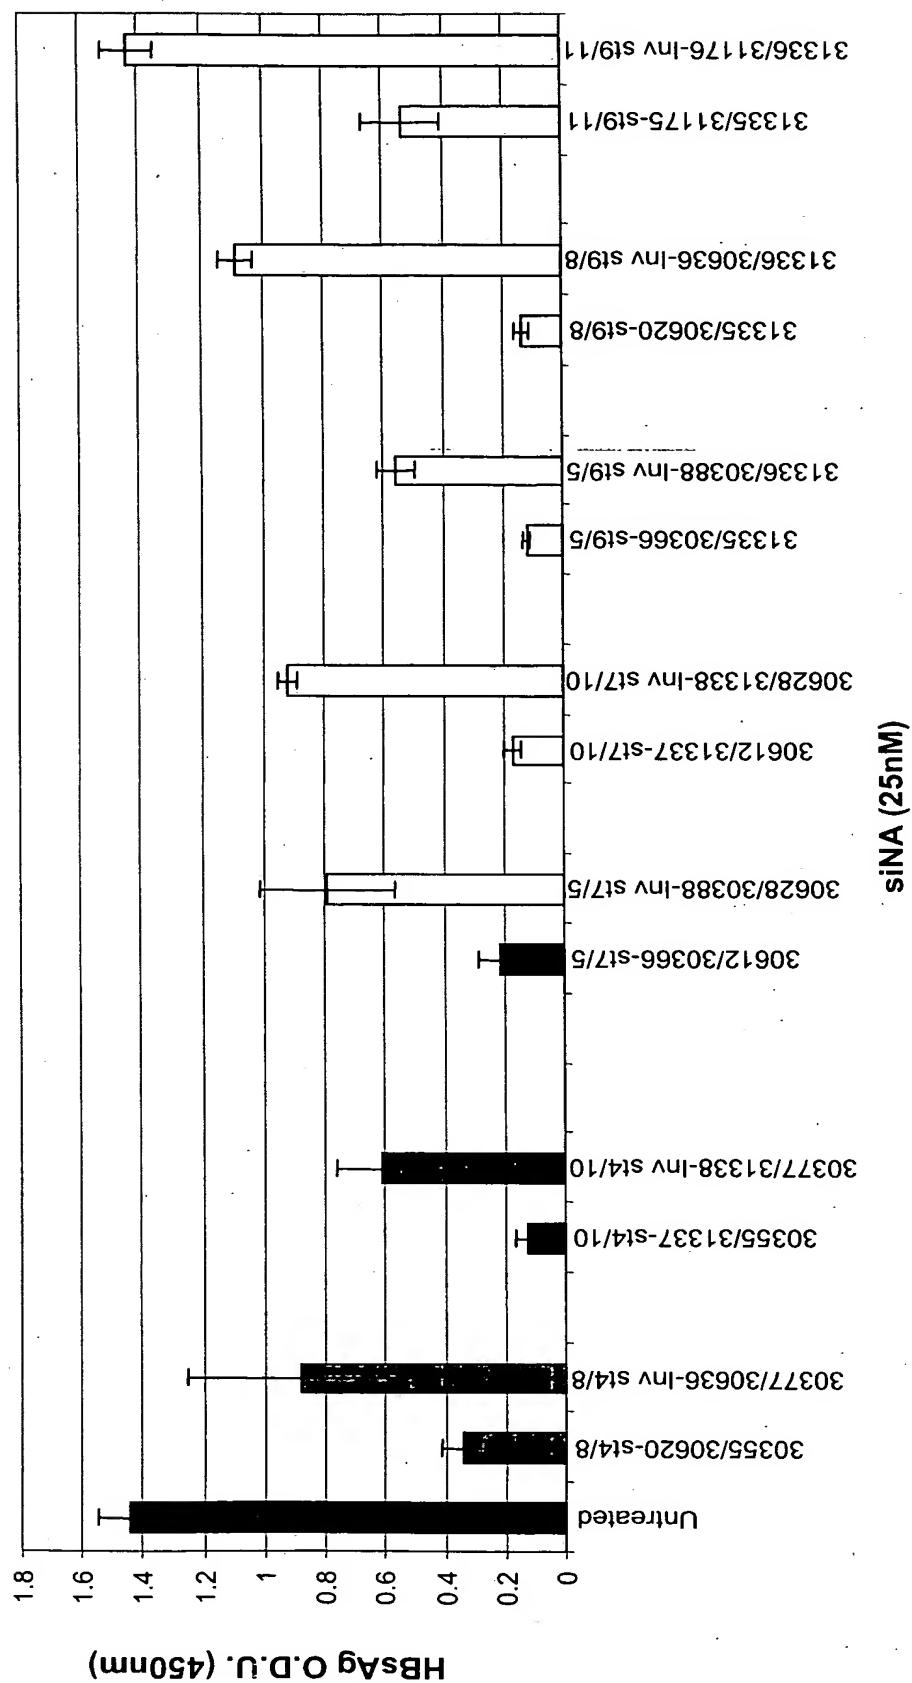 HBsAg O.D.U. (450nm)
1.8
1.6
1.4
1.2
1
0.8
0.6
0.4
0.2
0
Untreated
30355/30620-st4/8
30377/30636-Inv st4/8
30355/31337-st4/10
30377/31338-Inv st4/10
30612/30366-st7/5
30628/30388-Inv st7/5
30612/31337-st7/10
30628/31338-Inv st7/10
31335/30366-st9/5
31336/30388-Inv st9/5
31335/30620-st9/8
31336/30636-Inv st9/8
31335/31175-st9/11
31336/31176-Inv st9/11
siNA (25nM)